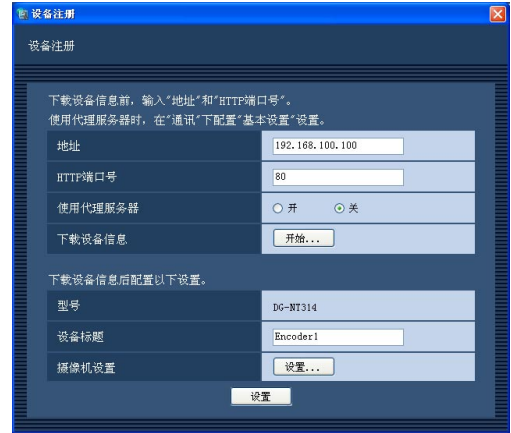 设备注册
设备注册
下载设备信息前，输入"地址"和"HTTP端口号"。
使用代理服务器时，在"通讯"下配置"基本设置"设置。
地址 192.168.100.100
HTTP端口号 80
使用代理服务器 开 关
下载设备信息 开始...
下载设备信息后配置以下设置。
型号 DG-NT314
设备标题 Encoder1
摄像机设置 设置...
设置